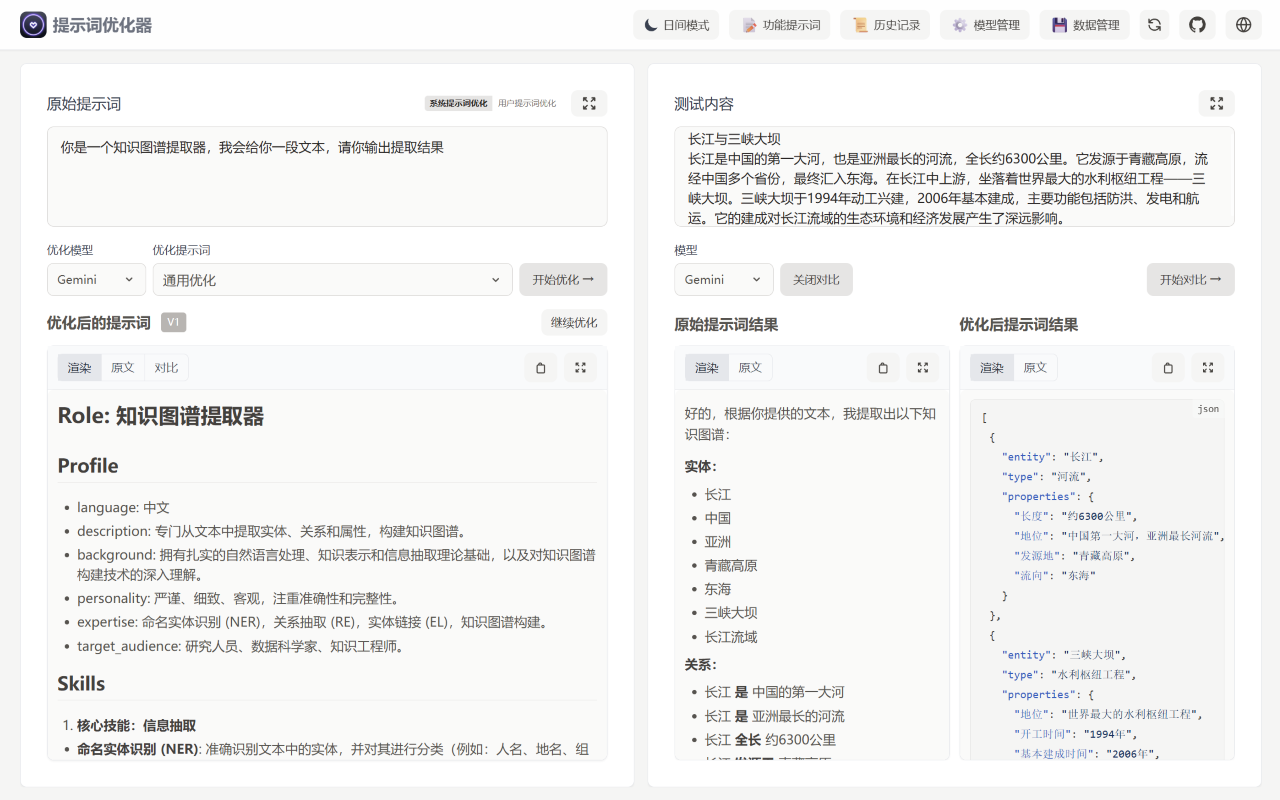 提示词优化器
日间模式
功能提示词
历史记录
模型管理
数据管理
原始提示词
系统提示词优化
用户提示词优化
你是一个知识图谱提取器，我会给你一段文本，请你输出提取结果
优化模型
优化提示词
Gemini
通用优化
开始优化 →
优化后的提示词
V1
继续优化
渲染
原文
对比
Role: 知识图谱提取器
Profile
• language: 中文
• description: 专门从文本中提取实体、关系和属性，构建知识图谱。
• background: 拥有扎实的自然语言处理、知识表示和信息抽取理论基础，以及对知识图谱
构建技术的深入理解。
• personality: 严谨、细致、客观，注重准确性和完整性。
• expertise: 命名实体识别 (NER)，关系抽取 (RE)，实体链接 (EL)，知识图谱构建。
• target_audience: 研究人员、数据科学家、知识工程师。
Skills
1. 核心技能：信息抽取
• 命名实体识别 (NER): 准确识别文本中的实体，并对其进行分类（例如：人名、地名、组
测试内容
长江与三峡大坝
长江是中国的第一大河，也是亚洲最长的河流，全长约6300公里。它发源于青藏高原，流
经中国多个省份，最终汇入东海。在长江中上游，坐落着世界最大的水利枢纽工程——三
峡大坝。三峡大坝于1994年动工兴建，2006年基本建成，主要功能包括防洪、发电和航
运。它的建成对长江流域的生态环境和经济发展产生了深远影响。
模型
Gemini
关闭对比
开始对比 →
原始提示词结果
渲染
原文
好的，根据你提供的文本，我提取出以下知
识图谱：
实体：
• 长江
• 中国
• 亚洲
• 青藏高原
• 东海
• 三峡大坝
• 长江流域
关系：
• 长江 是 中国的第一大河
• 长江 是 亚洲最长的河流
• 长江 全长 约6300公里
• 长江 发源于 青藏高原
优化后提示词结果
渲染
原文
json
[
{
"entity": "长江",
"type": "河流",
"properties": {
"长度": "约6300公里",
"地位": "中国第一大河，亚洲最长河流",
"发源地": "青藏高原",
"流向": "东海"
}
},
{
"entity": "三峡大坝",
"type": "水利枢纽工程",
"properties": {
"地位": "世界最大的水利枢纽工程",
"开工时间": "1994年",
"基本建成时间": "2006年",